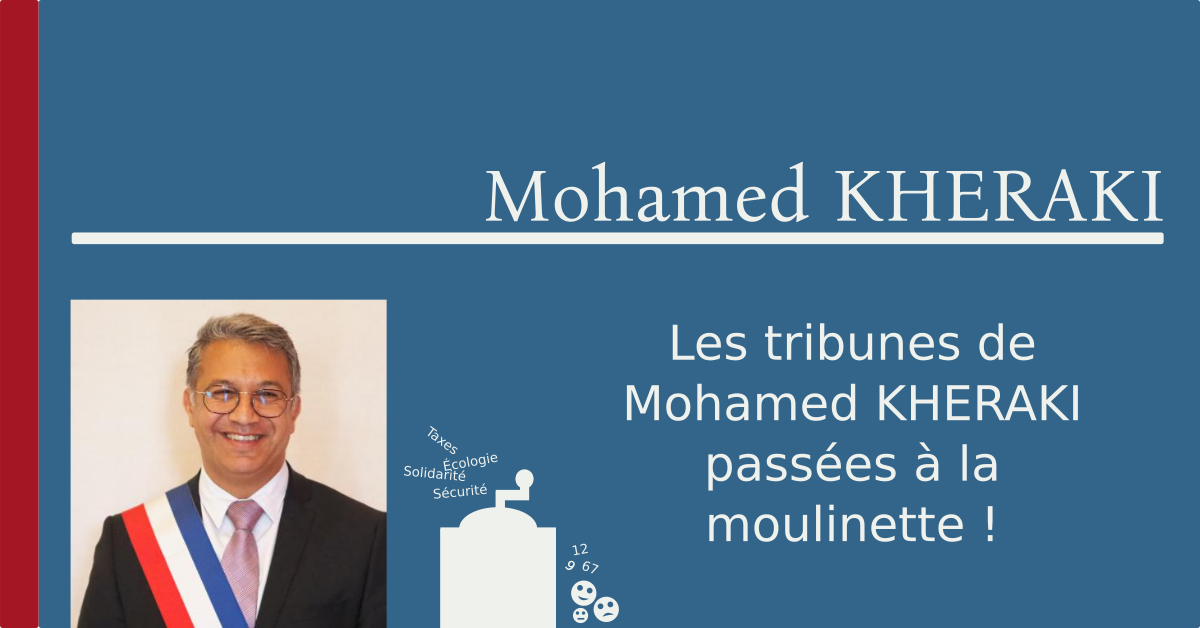 Mohamed KHERAKI
Les tribunes de
Mohamed KHERAKI
passées à la
moulinette !
Taxes
Écologie
Solidarité
Sécurité
12
9 67